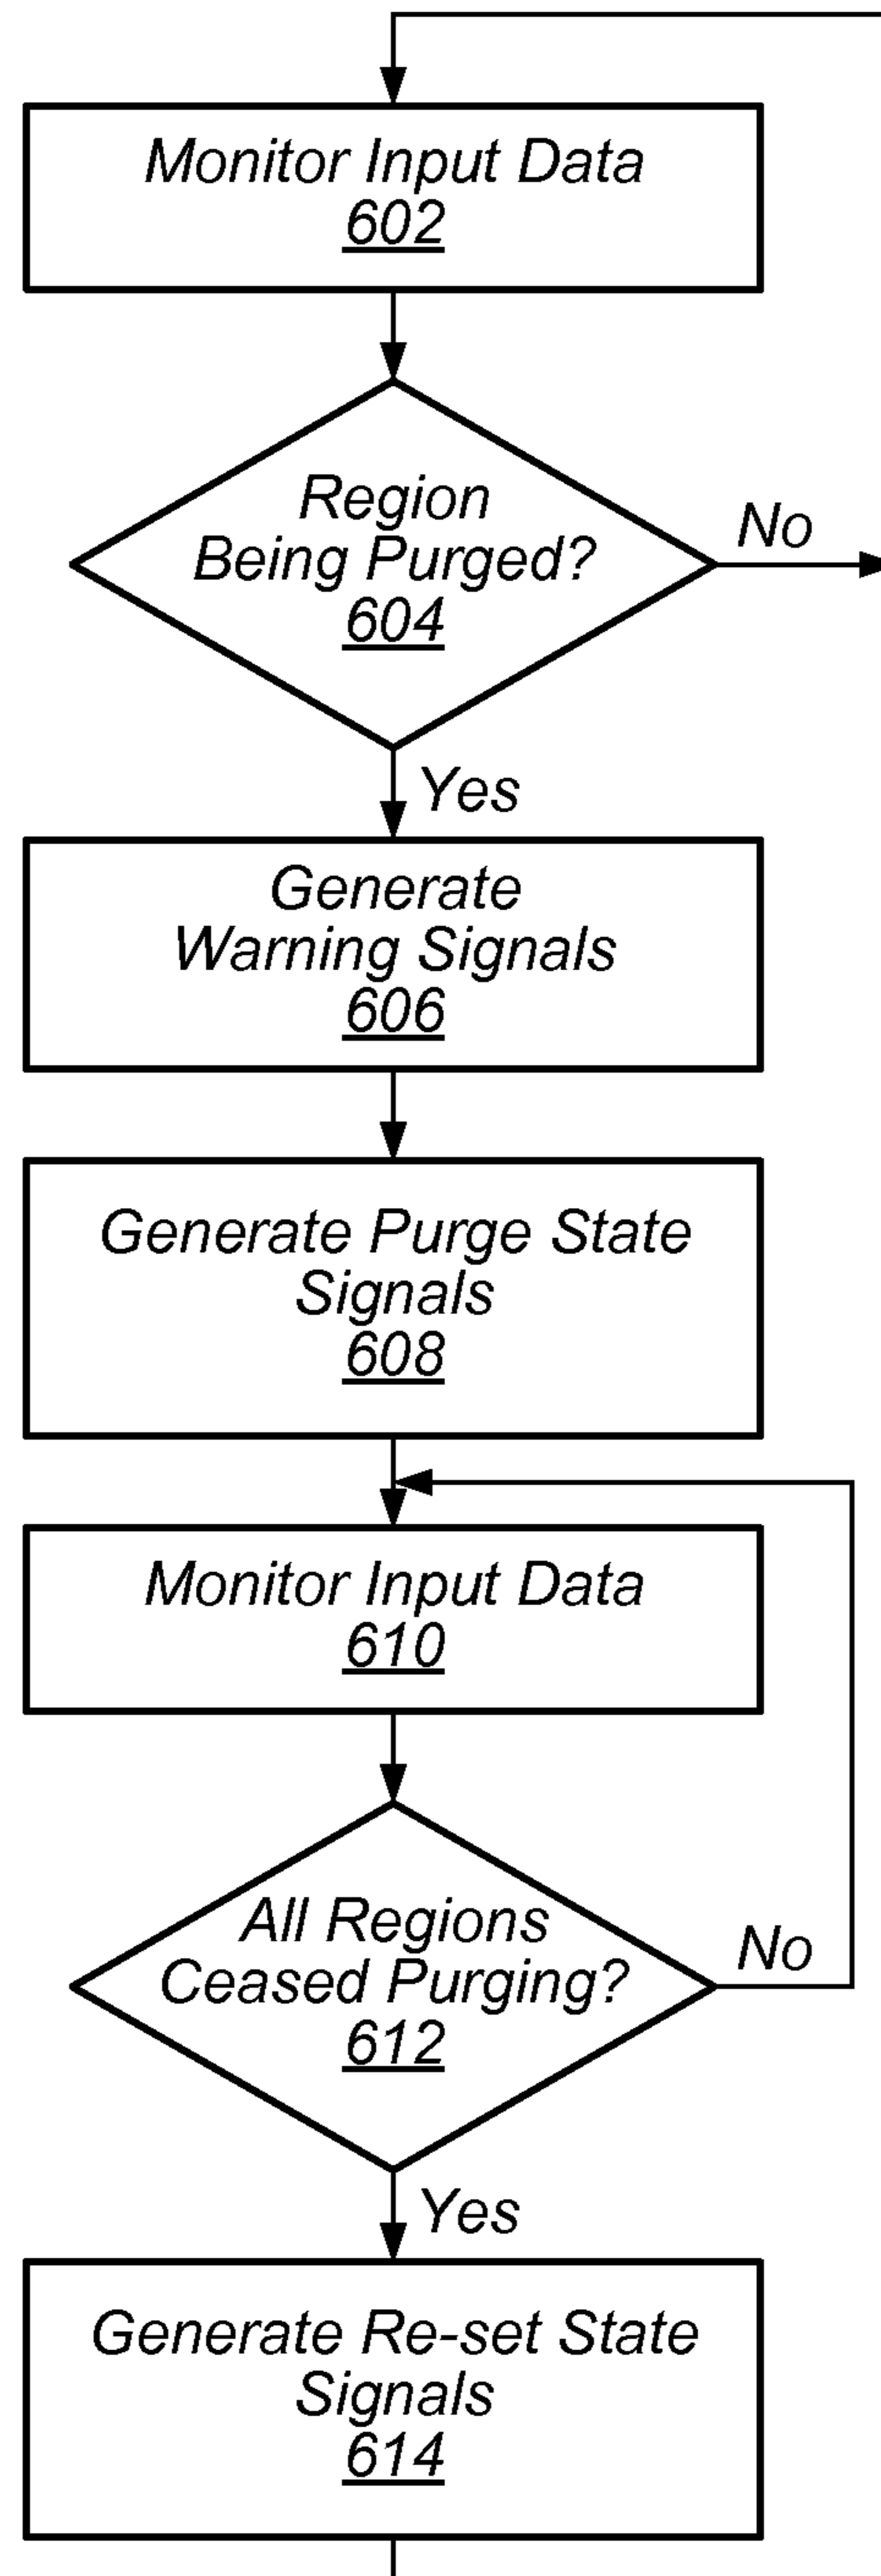 Monitor Input Data
602
Region
Being Purged?
604
No
Yes
Generate
Warning Signals
606
Generate Purge State
Signals
608
Monitor Input Data
610
All Regions
Ceased Purging?
612
No
Yes
Generate Re-set State
Signals
614